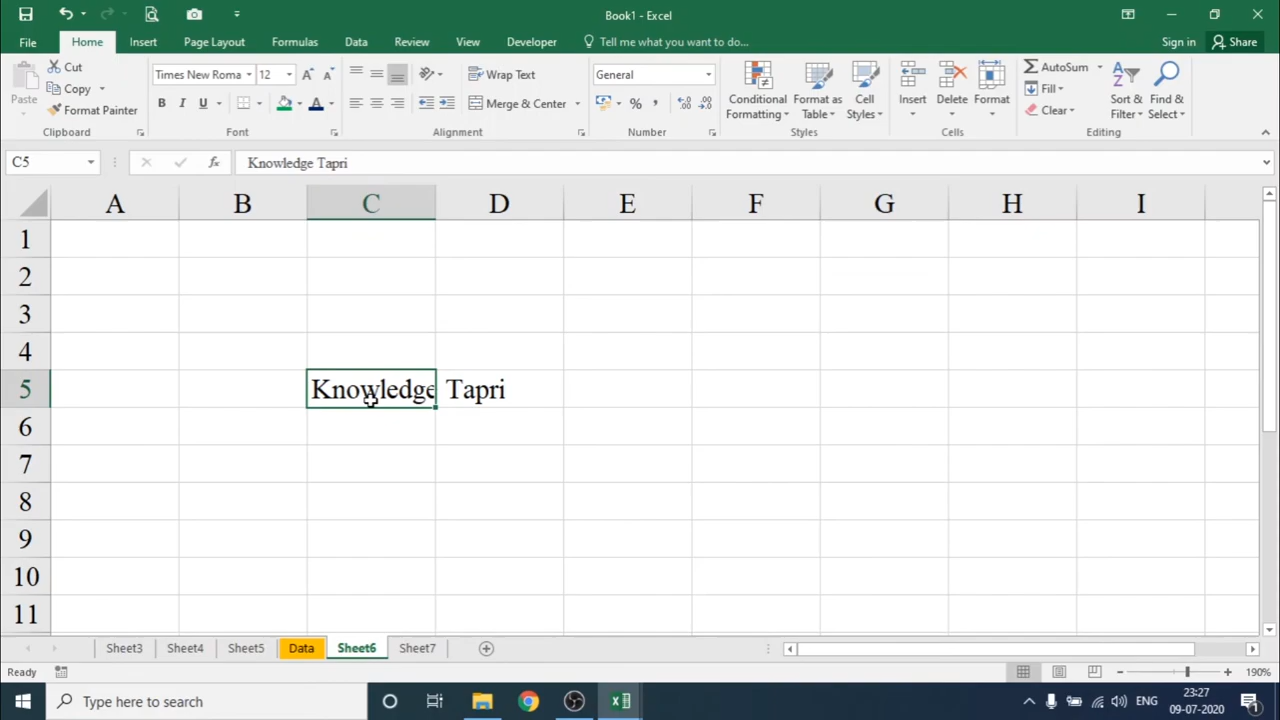 Book1 - Excel
File Home Insert Page Layout Formulas Data Review View Developer Tell me what you want to do... Sign in Share
Paste Cut Copy Format Painter Clipboard
Times New Roma 12 B I U A A A Font
Wrap Text Merge & Center Alignment
General % , Number
Conditional Formatting Format as Table Cell Styles Styles
Insert Delete Format Cells
AutoSum Fill Clear Sort & Filter Find & Select Editing
C5 fx Knowledge Tapri
A B C D E F G H I
1
2
3
4
5 Knowledge Tapri
6
7
8
9
10
11
Sheet3 Sheet4 Sheet5 Data Sheet6 Sheet7
Ready 190%
Type here to search ENG 23:27 09-07-2020 1